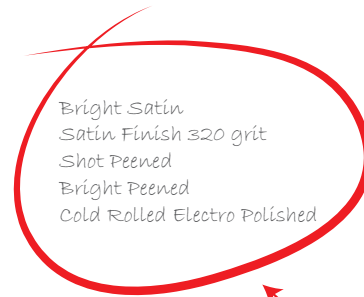 Bright Satin
Satin Finish 320 grit
Shot Peened
Bright Peened
Cold Rolled Electro Polished